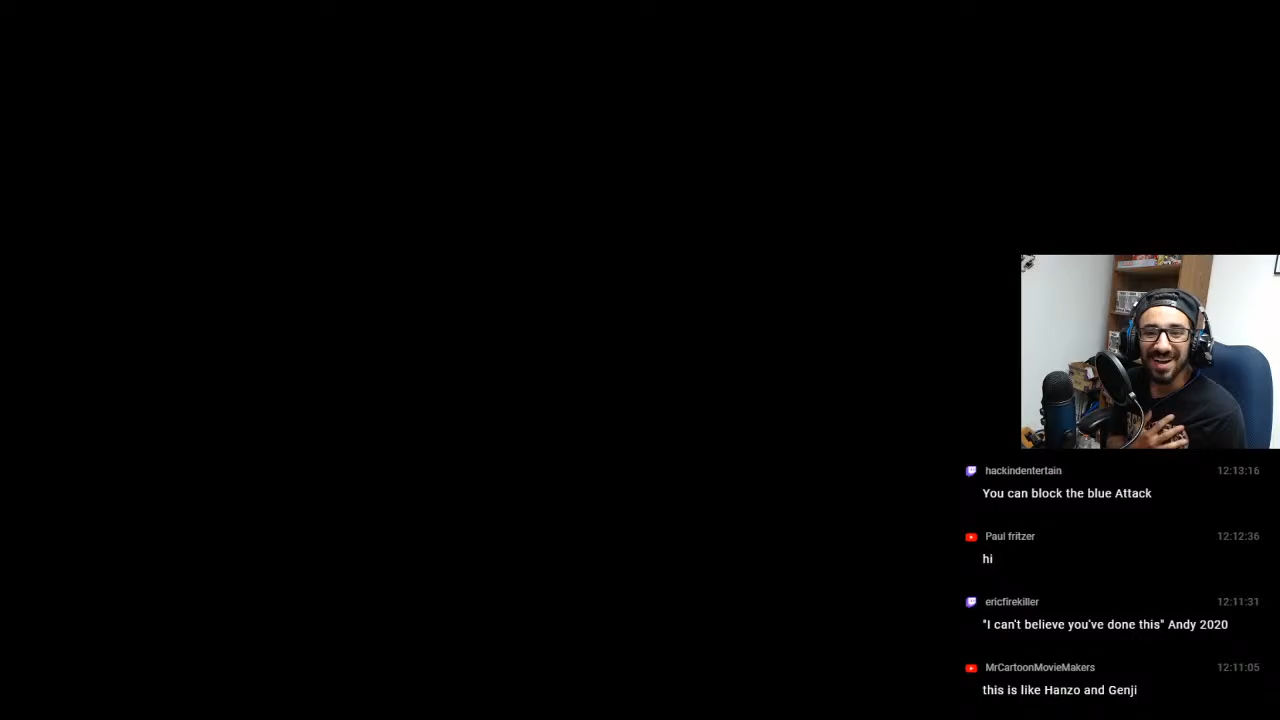 hackindentertain 12:13:16
You can block the blue Attack
Paul fritzer 12:12:36
hi
ericfirekiller 12:11:31
"I can't believe you've done this" Andy 2020
MrCartoonMovieMakers 12:11:05
this is like Hanzo and Genji